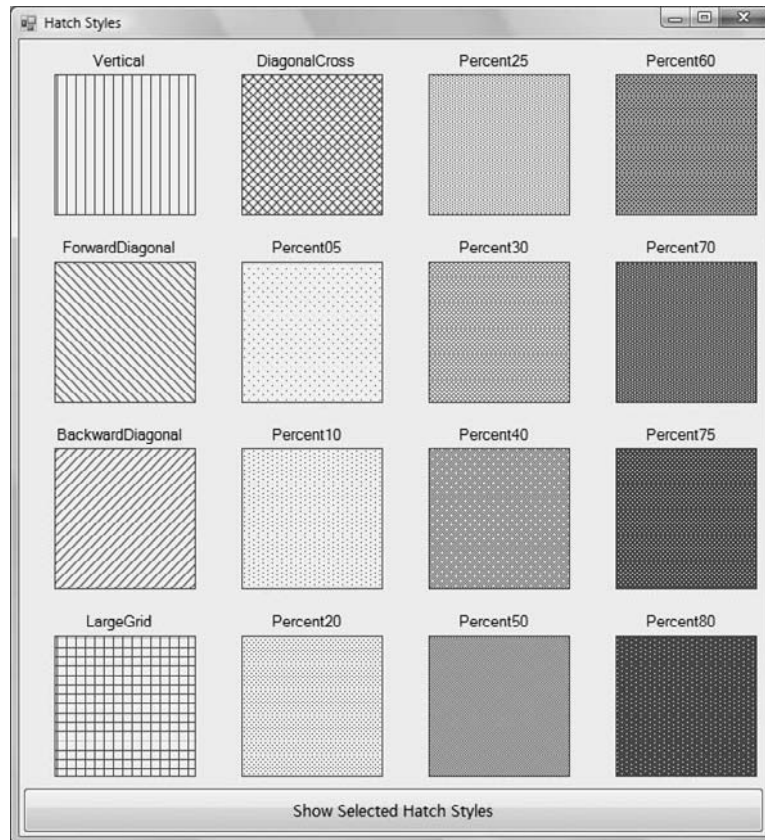 Hatch Styles
Vertical
DiagonalCross
Percent25
Percent60
ForwardDiagonal
Percent05
Percent30
Percent70
BackwardDiagonal
Percent10
Percent40
Percent75
LargeGrid
Percent20
Percent50
Percent80
Show Selected Hatch Styles